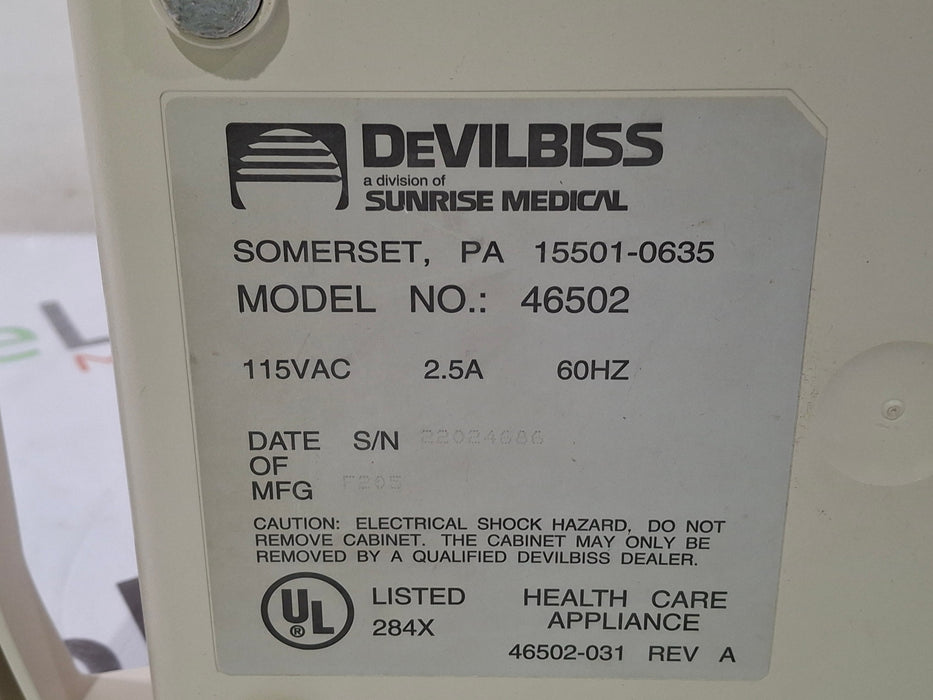 DEVILBISS
a division of
SUNRISE MEDICAL
SOMERSET, PA 15501-0635
MODEL NO.: 46502
115VAC 2.5A 60HZ
DATE S/N 22024686
OF
MFG F205
CAUTION: ELECTRICAL SHOCK HAZARD, DO NOT
REMOVE CABINET. THE CABINET MAY ONLY BE
REMOVED BY A QUALIFIED DEVILBISS DEALER.
UL
®
LISTED HEALTH CARE
284X APPLIANCE
46502-031 REV A